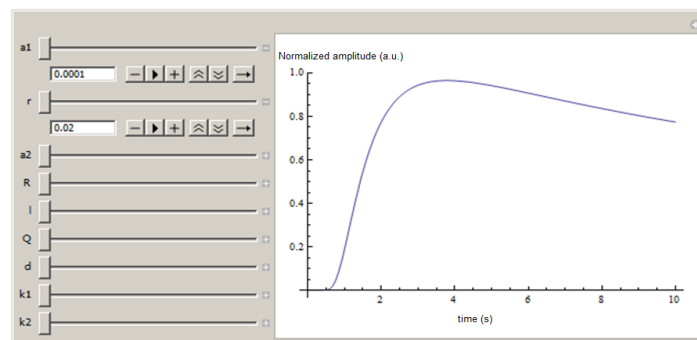 a1
0.0001
r
0.02
a2
R
l
Q
d
k1
k2
Normalized amplitude (a.u.)
1.0
0.8
0.6
0.4
0.2
2 4 6 8 10
time (s)